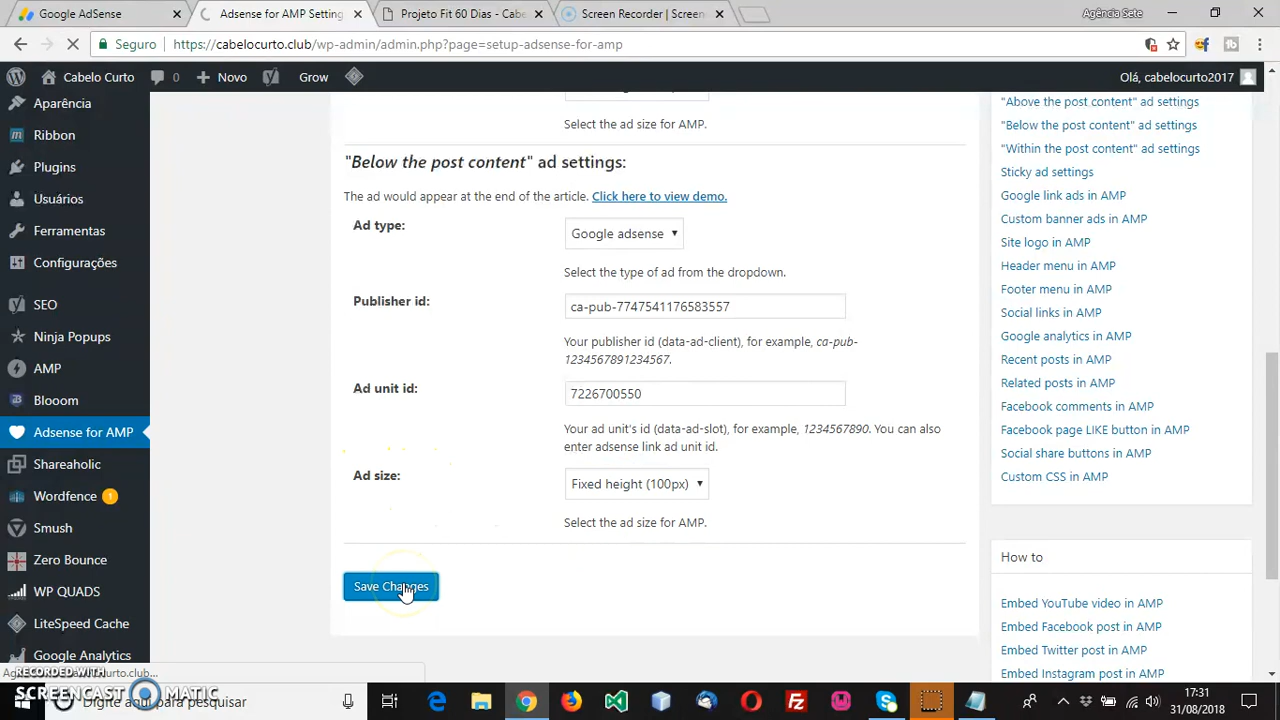 Google AdSense
Adsense for AMP Settin
Projeto Fit 60 Dias - Cabe
Screen Recorder | Screen
Agência Sete
Seguro
https://cabelocurto.club/wp-admin/admin.php?page=setup-adsense-for-amp
Cabelo Curto
0
Novo
Grow
Olá, cabelocurto2017
Aparência
Ribbon
Plugins
Usuários
Ferramentas
Configurações
SEO
Ninja Popups
AMP
Blooom
Adsense for AMP
Shareaholic
Wordfence 1
Smush
Zero Bounce
WP QUADS
LiteSpeed Cache
Google Analytics
Select the ad size for AMP.
"Below the post content" ad settings:
The ad would appear at the end of the article. Click here to view demo.
Ad type:
Google adsense
Select the type of ad from the dropdown.
Publisher id:
ca-pub-7747541176583557
Your publisher id (data-ad-client), for example, ca-pub-
1234567891234567.
Ad unit id:
7226700550
Your ad unit's id (data-ad-slot), for example, 1234567890. You can also
enter adsense link ad unit id.
Ad size:
Fixed height (100px)
Select the ad size for AMP.
Save Changes
"Above the post content" ad settings
"Below the post content" ad settings
"Within the post content" ad settings
Sticky ad settings
Google link ads in AMP
Custom banner ads in AMP
Site logo in AMP
Header menu in AMP
Footer menu in AMP
Social links in AMP
Google analytics in AMP
Recent posts in AMP
Related posts in AMP
Facebook comments in AMP
Facebook page LIKE button in AMP
Social share buttons in AMP
Custom CSS in AMP
How to
Embed YouTube video in AMP
Embed Facebook post in AMP
Embed Twitter post in AMP
Embed Instagram post in AMP
RECORDED WITH
SCREENCAST MATIC
Digite aqui para pesquisar
17:31
31/08/2018